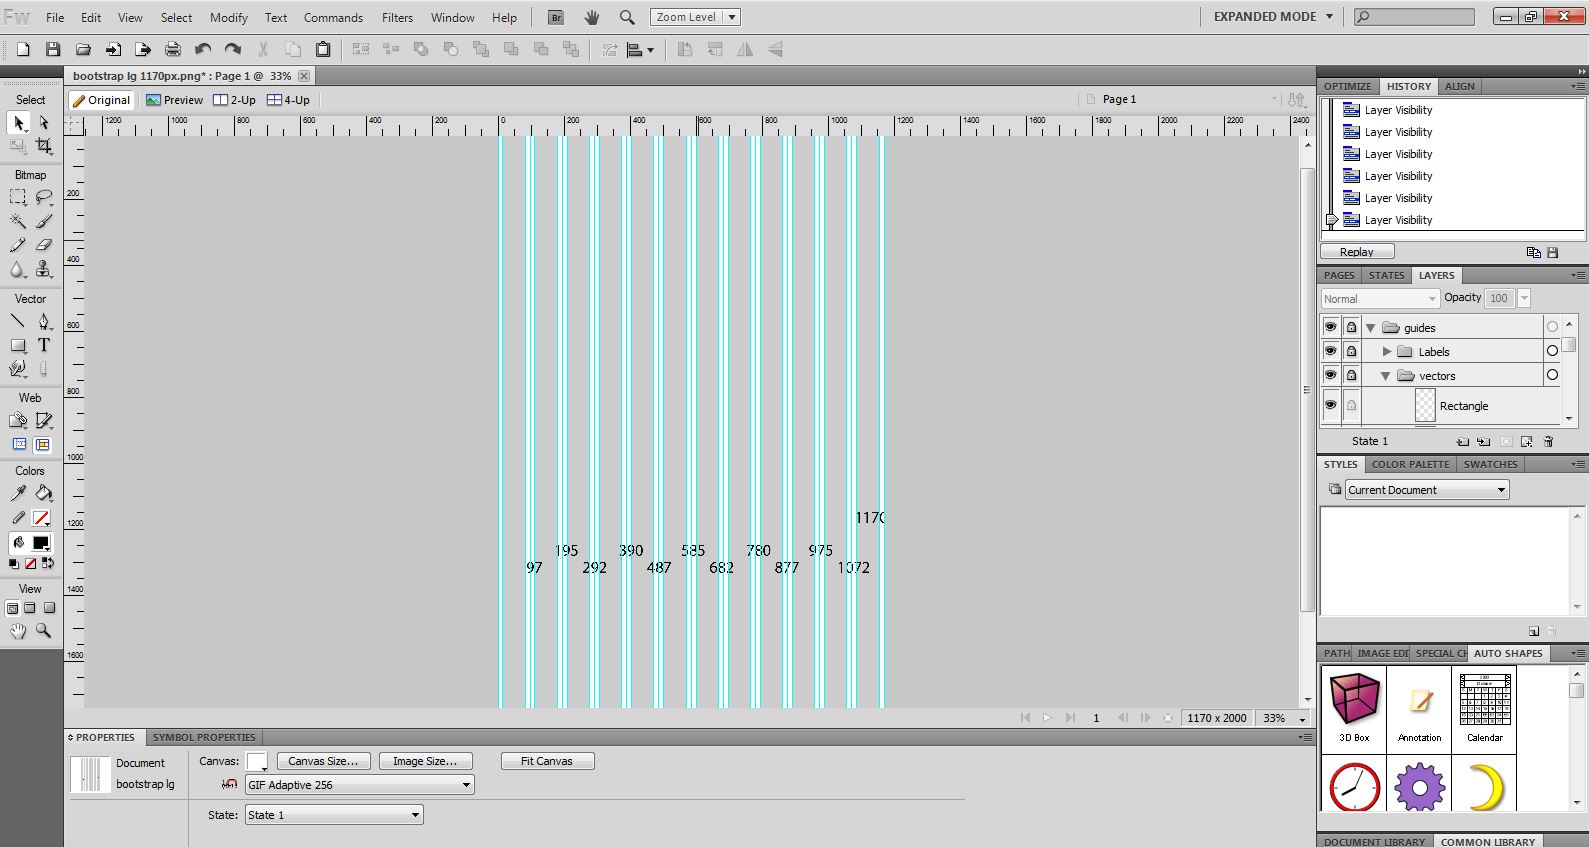 Fw File Edit View Select Modify Text Commands Filters Window Help Br Zoom Level EXPANDED MODE
bootstrap lg 1170px.png* : Page 1 @ 33%
Original Preview 2-Up 4-Up Page 1
1200 1000 800 600 400 200 0 200 400 600 800 1000 1200 1400 1600 1800 2000 2200 2400
Select
Bitmap
Vector
T
Web
Colors
View
200
400
600
800
1000
1200
1400
1600
1170
195 390 585 780 975
97 292 487 682 877 1072
1 1170 x 2000 33%
PROPERTIES SYMBOL PROPERTIES
Document Canvas: Canvas Size... Image Size... Fit Canvas
bootstrap lg GIF Adaptive 256
State: State 1
OPTIMIZE HISTORY ALIGN
Layer Visibility
Layer Visibility
Layer Visibility
Layer Visibility
Layer Visibility
Layer Visibility
Replay
PAGES STATES LAYERS
Normal Opacity 100
guides
Labels
vectors
Rectangle
State 1
STYLES COLOR PALETTE SWATCHES
Current Document
PATH IMAGE EDI SPECIAL CH AUTO SHAPES
3D Box Annotation Calendar
DOCUMENT LIBRARY COMMON LIBRARY